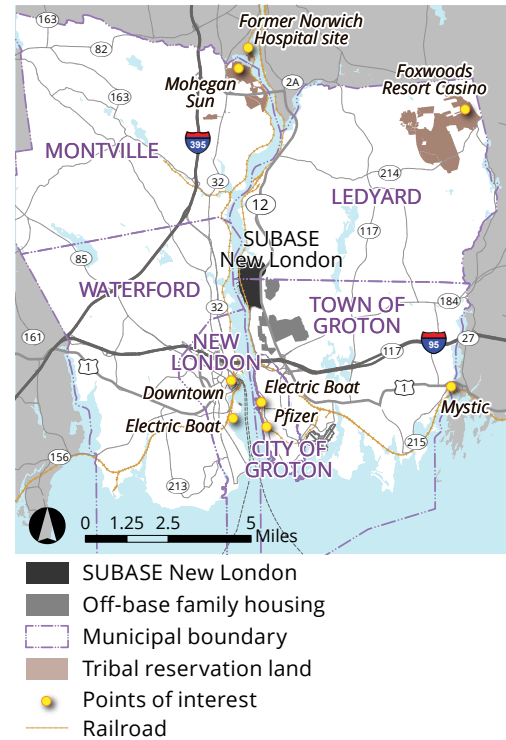 163
Former Norwich
Hospital site
82
Mohegan
Sun
2A
Foxwoods
Resort Casino
163
MONTVILLE
395
32
214
12
LEDYARD
117
SUBASE
New London
85
WATERFORD
32
TOWN OF
GROTON
184
161
NEW
LONDON
95
27
117
1
1
Downtown
Electric Boat
Mystic
Electric Boat
Pfizer
215
CITY OF
GROTON
156
213
0 1.25 2.5 5
Miles
SUBASE New London
Off-base family housing
Municipal boundary
Tribal reservation land
Points of interest
Railroad